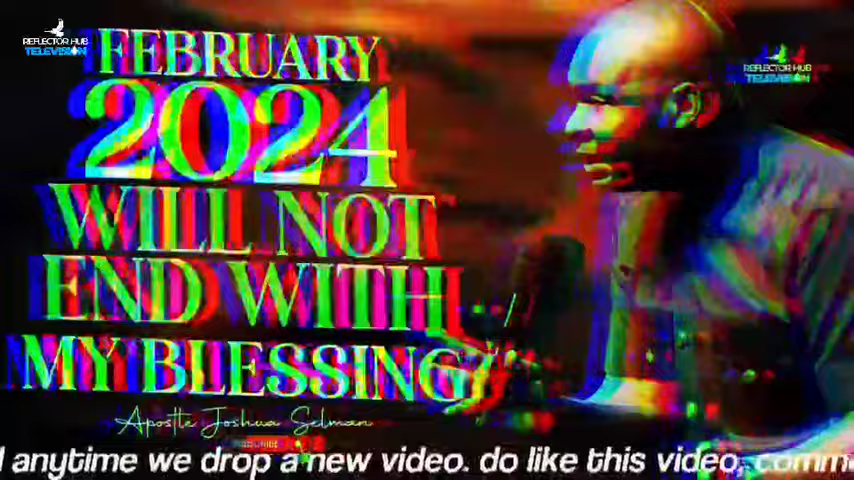 REFLECTOR HUB
TELEVISION
REFLECTOR HUB
TELEVISION
FEBRUARY
2024
WILL NOT
END WITH
MY BLESSING
Apostle Joshua Selman
anytime we drop a new video. do like this video, comm